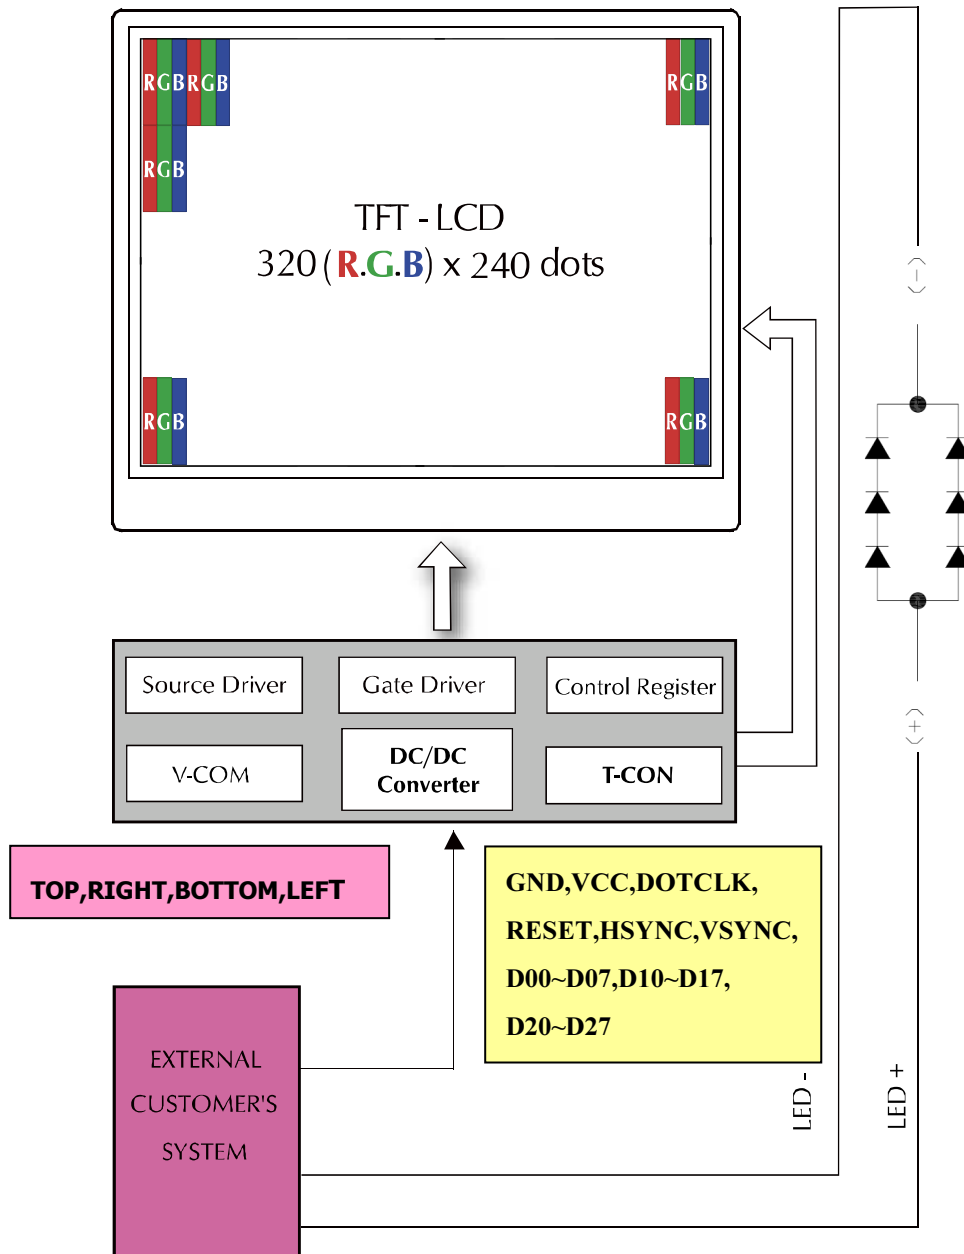 RGBRGB
RGB
RGB
TFT - LCD
320 (R.G.B) x 240 dots
RGB
RGB
(-)
(+)
Source Driver
Gate Driver
Control Register
V-COM
DC/DC
Converter
T-CON
TOP,RIGHT,BOTTOM,LEFT
GND,VCC,DOTCLK,
RESET,HSYNC,VSYNC,
D00~D07,D10~D17,
D20~D27
EXTERNAL
CUSTOMER'S
SYSTEM
LED -
LED +